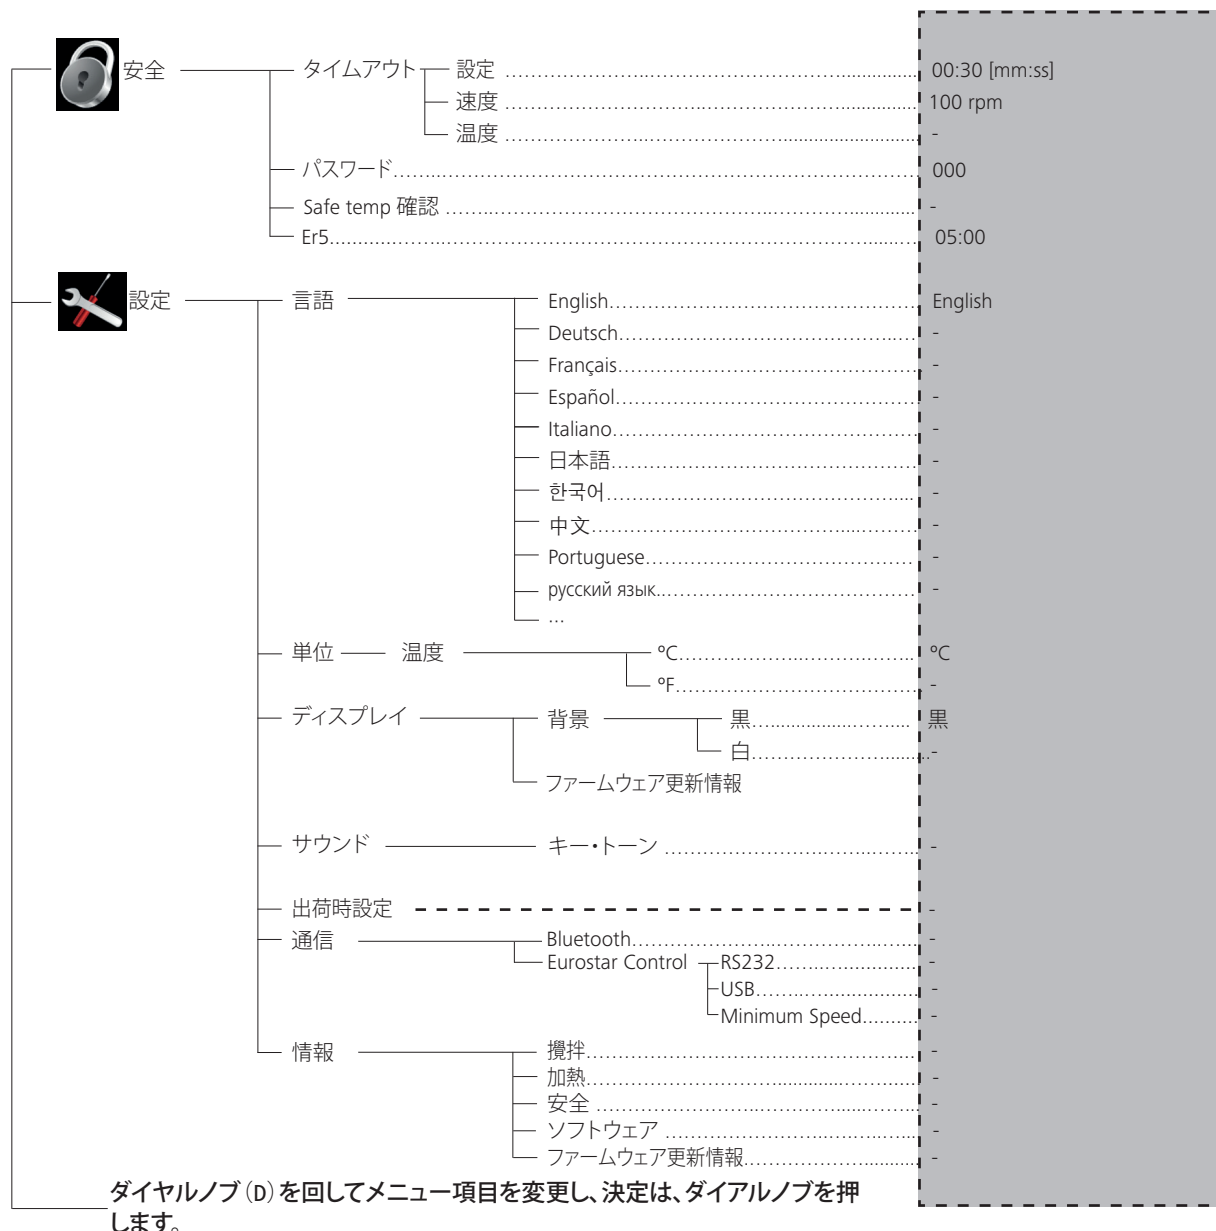 安全 タイムアウト 設定 ........ 00:30 [mm:ss]
速度 ........ 100 rpm
温度 ........ -
パスワード ........ 000
Safe temp 確認 ........ -
Er5 ........ 05:00
設定 言語 English ........ English
Deutsch ........ -
Français ........ -
Español ........ -
Italiano ........ -
日本語 ........ -
한국어 ........ -
中文 ........ -
Portuguese ........ -
русский язык ........ -
...
単位 温度 ºC ........ ºC
ºF ........ -
ディスプレイ 背景 黒 ........ 黒
白 ........ -
ファームウェア更新情報
サウンド キー・トーン ........ -
出荷時設定 -
通信 Bluetooth ........ -
Eurostar Control RS232 ........ -
USB ........ -
Minimum Speed ........ -
情報 攪拌 ........ -
加熱 ........ -
安全 ........ -
ソフトウェア ........ -
ファームウェア更新情報 ........ -
ダイヤルノブ(D)を回してメニュー項目を変更し、決定は、ダイアルノブを押
します。